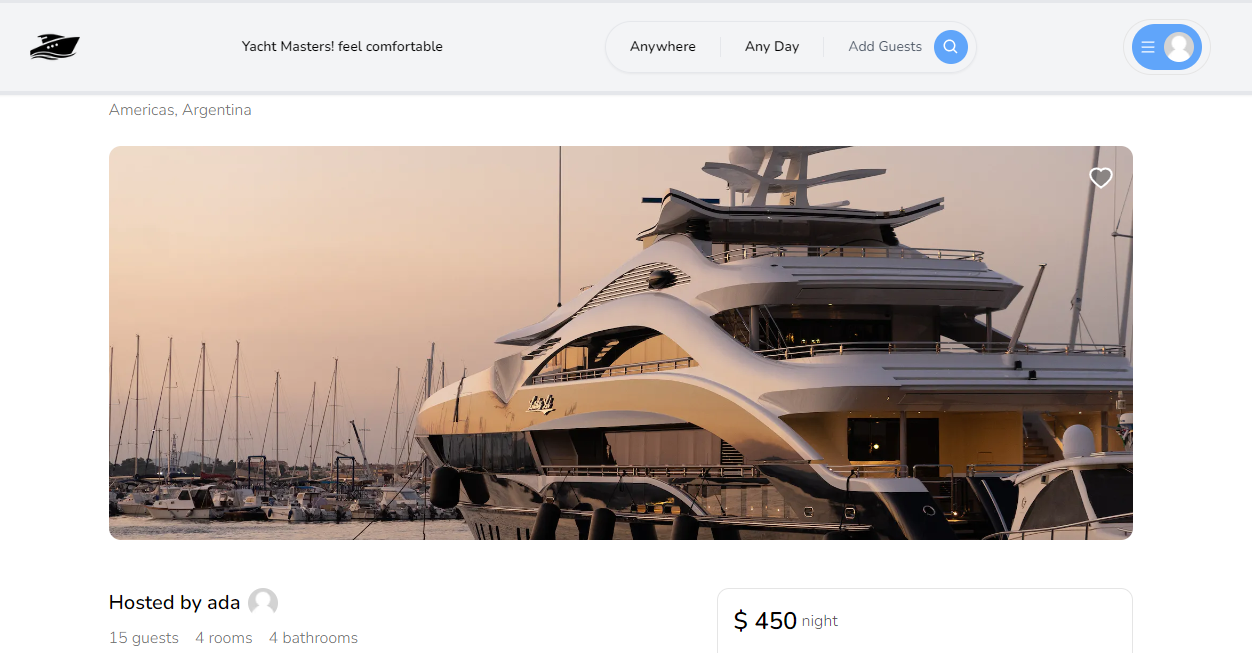 Yacht Masters! feel comfortable
Anywhere
Any Day
Add Guests
Americas, Argentina
Hosted by ada
15 guests 4 rooms 4 bathrooms
$ 450 night